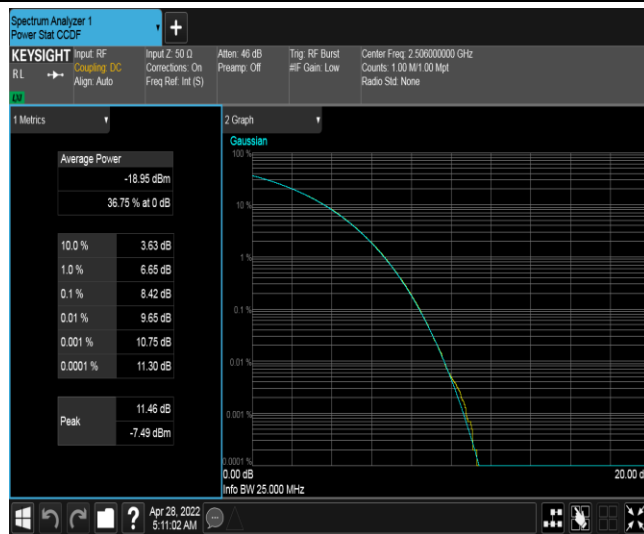 Spectrum Analyzer 1
Power Stat CCDF
+
KEYSIGHT
RL
LXI
Input: RF
Coupling: DC
Align: Auto
Input Z: 50 Ω
Corrections: On
Freq Ref: Int (S)
Atten: 46 dB
Preamp: Off
Trig: RF Burst
#IF Gain: Low
Center Freq: 2.506000000 GHz
Counts: 1.00 M/1.00 Mpt
Radio Std: None
1 Metrics
Average Power
-18.95 dBm
36.75 % at 0 dB
10.0 % 3.63 dB
1.0 % 6.65 dB
0.1 % 8.42 dB
0.01 % 9.65 dB
0.001 % 10.75 dB
0.0001 % 11.30 dB
Peak
11.46 dB
-7.49 dBm
2 Graph
Gaussian
100 %
10 %
1 %
0.1 %
0.01 %
0.001 %
0.0001 %
0.00 dB
20.00 d
Info BW 25.000 MHz
?
Apr 28, 2022
5:11:02 AM